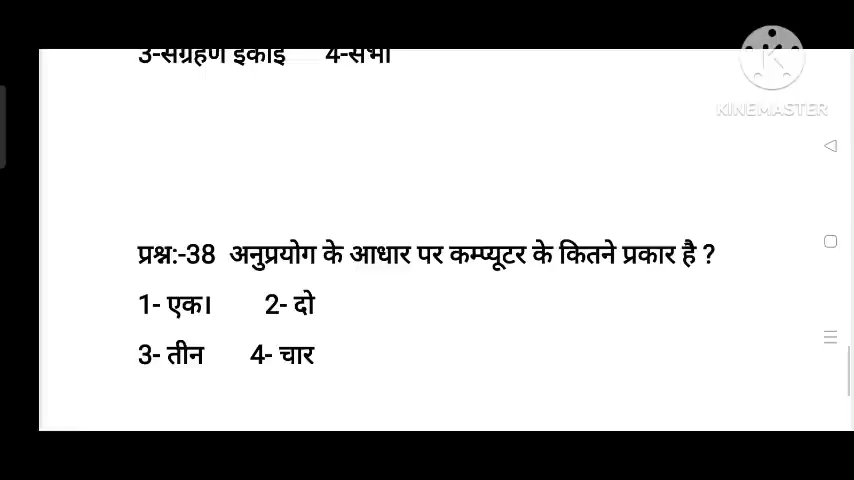 3-संग्रहण इकाई 4-सभी
KINEMASTER
प्रश्न:-38 अनुप्रयोग के आधार पर कम्प्यूटर के कितने प्रकार है ?
1- एक। 2- दो
3- तीन 4- चार